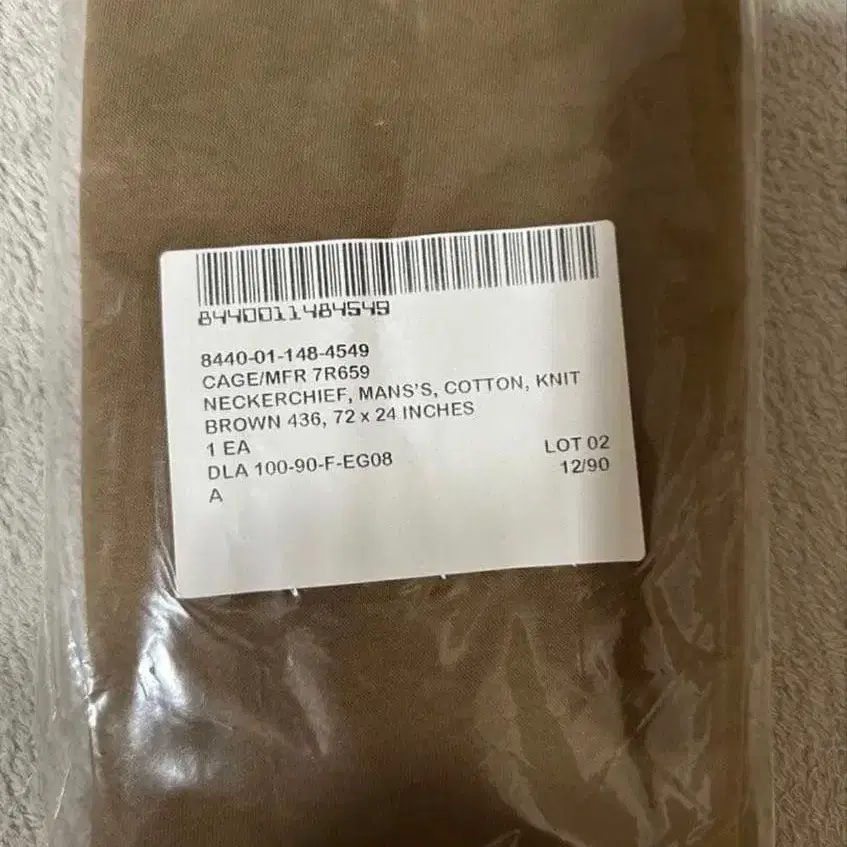 8440011484549
8440-01-148-4549
CAGE/MFR 7R659
NECKERCHIEF, MANS'S, COTTON, KNIT
BROWN 436, 72 x 24 INCHES
1 EA
DLA 100-90-F-EG08 LOT 02
A 12/90